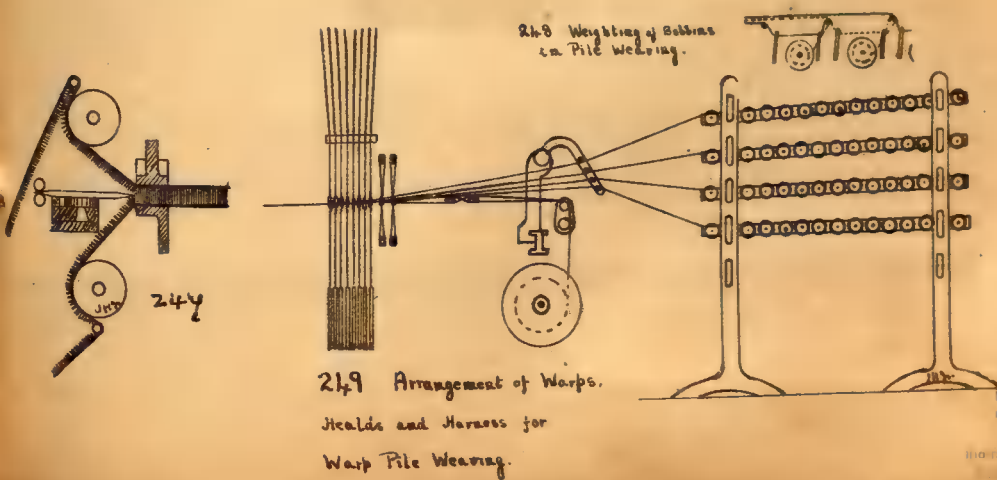 248 Weighting of Bobbins
in Pile Weaving.
247
249 Arrangement of Warps,
Healds and Harness for
Warp Pile Weaving.